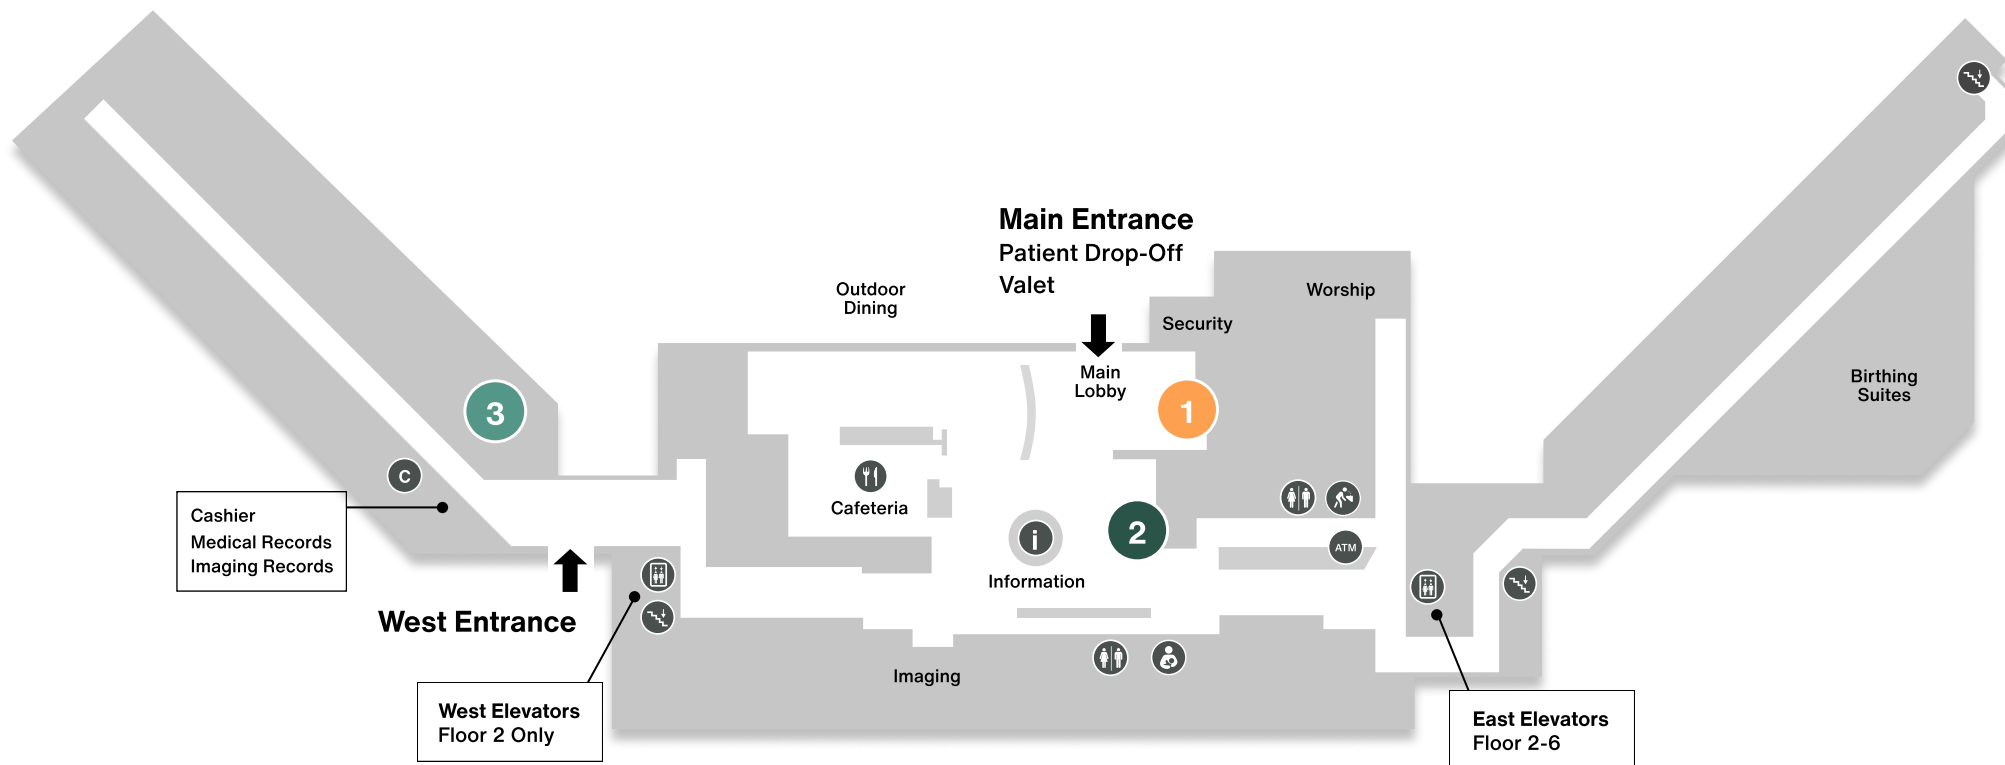 Main Entrance
Patient Drop-Off
Valet
Outdoor
Dining
Worship
Security
Main
Lobby
Birthing
Suites
1
3
C
Cafeteria
Cashier
Medical Records
Imaging Records
2
i
ATM
Information
West Entrance
Imaging
West Elevators
Floor 2 Only
East Elevators
Floor 2-6